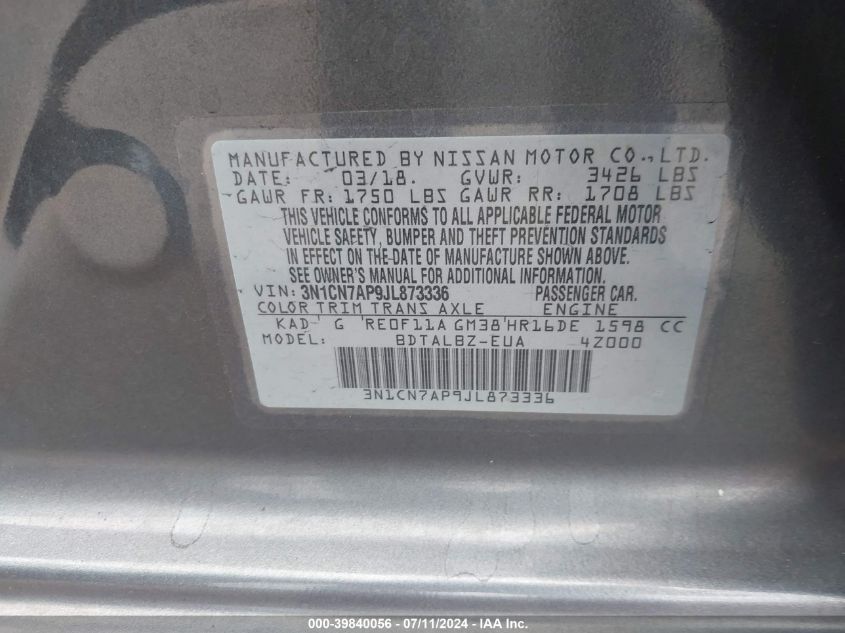 MANUFACTURED BY NISSAN MOTOR CO., LTD.
DATE: 03/18. GVWR: 3426 LBS
GAWR FR: 1750 LBS GAWR RR: 1708 LBS
THIS VEHICLE CONFORMS TO ALL APPLICABLE FEDERAL MOTOR
VEHICLE SAFETY, BUMPER AND THEFT PREVENTION STANDARDS
IN EFFECT ON THE-DATE OF MANUFACTURE SHOWN ABOVE.
SEE OWNER'S MANUAL FOR ADDITIONAL INFORMATION.
VIN: 3N1CN7AP9JL873336 PASSENGER CAR.
COLOR TRIM TRANS AXLE ENGINE
KAD G RE0F11A GM38 HR16DE 1598 CC
MODEL: BDTALBZ-EUA 4Z000
3N1CN7AP9JL873336
000-39840056 - 07/11/2024 - IAA Inc.